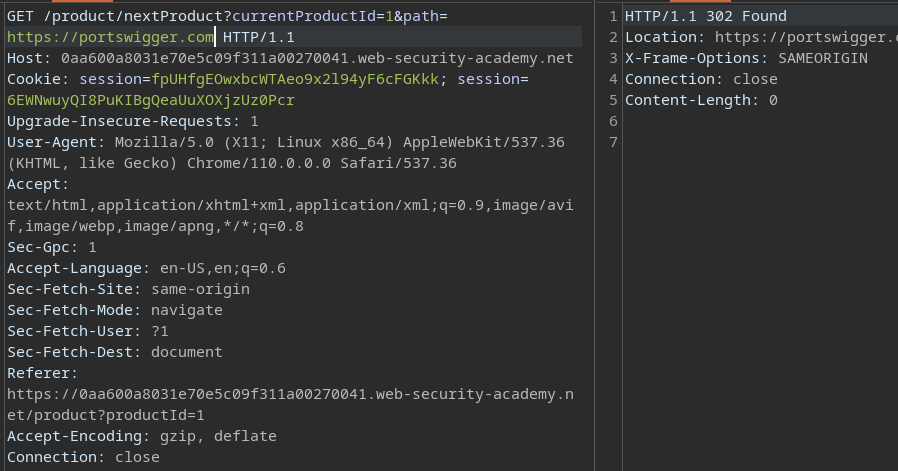 GET /product/nextProduct?currentProductId=1&path=
https://portswigger.com HTTP/1.1
Host: 0aa600a8031e70e5c09f311a00270041.web-security-academy.net
Cookie: session=fpUHfgEOwxbcWTAeo9x2l94yF6cFGKkk; session=
6EWNwuyQI8PuKIBgQeaUuXOXjzUz0Pcr
Upgrade-Insecure-Requests: 1
User-Agent: Mozilla/5.0 (X11; Linux x86_64) AppleWebKit/537.36
(KHTML, like Gecko) Chrome/110.0.0.0 Safari/537.36
Accept:
text/html,application/xhtml+xml,application/xml;q=0.9,image/avi
f,image/webp,image/apng,*/*;q=0.8
Sec-Gpc: 1
Accept-Language: en-US,en;q=0.6
Sec-Fetch-Site: same-origin
Sec-Fetch-Mode: navigate
Sec-Fetch-User: ?1
Sec-Fetch-Dest: document
Referer:
https://0aa600a8031e70e5c09f311a00270041.web-security-academy.n
et/product?productId=1
Accept-Encoding: gzip, deflate
Connection: close
1 HTTP/1.1 302 Found
2 Location: https://portswigger.
3 X-Frame-Options: SAMEORIGIN
4 Connection: close
5 Content-Length: 0
6
7